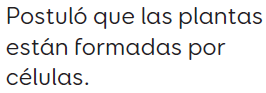 Postuló que las plantas
están formadas por
células.